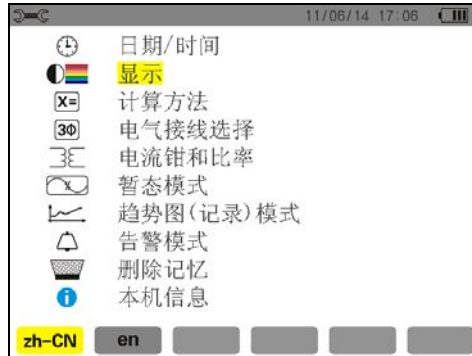 11/06/14 17:06
日期/时间
显示
X= 计算方法
3Φ 电气接线选择
电流钳和比率
暂态模式
趋势图(记录)模式
告警模式
删除记忆
本机信息
zh-CN en